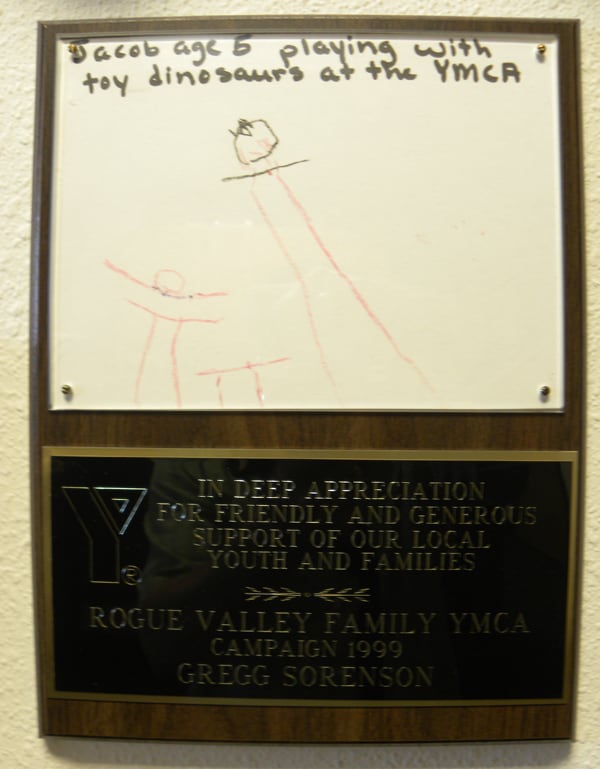 Jacob age 5 playing with
toy dinosaurs at the YMCA
Y®
IN DEEP APPRECIATION
FOR FRIENDLY AND GENEROUS
SUPPORT OF OUR LOCAL
YOUTH AND FAMILIES
ROGUE VALLEY FAMILY YMCA
CAMPAIGN 1999
GREGG SORENSON